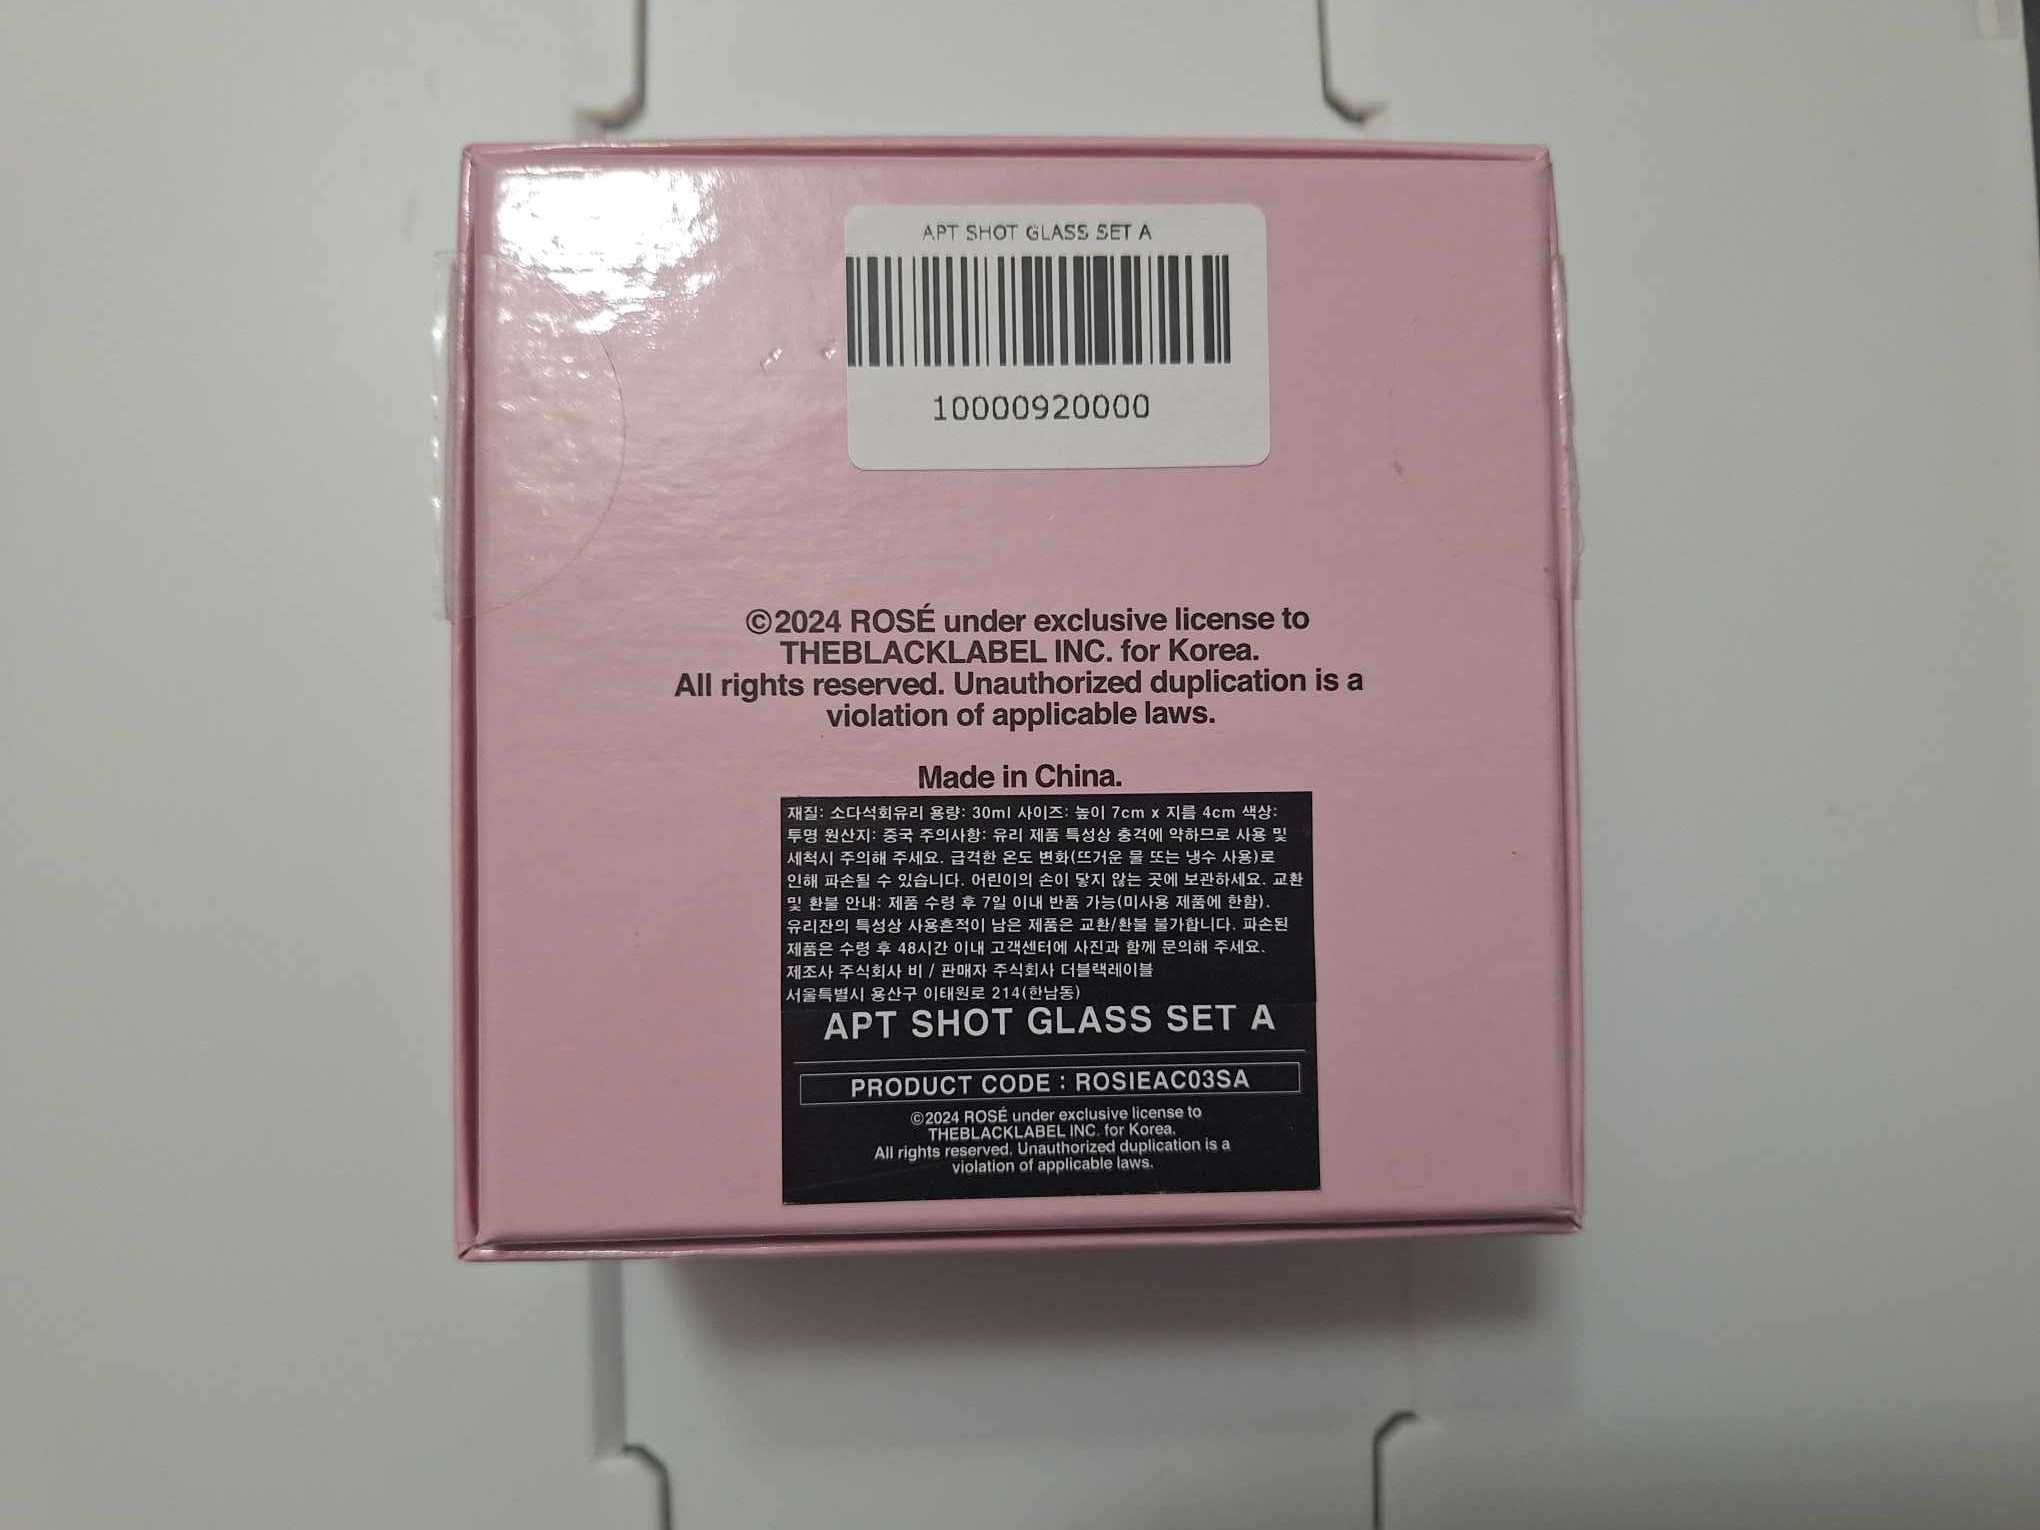 APT SHOT GLASS SET A
10000920000
©2024 ROSÉ under exclusive license to
THEBLACKLABEL INC. for Korea.
All rights reserved. Unauthorized duplication is a
violation of applicable laws.
Made in China.
재질: 소다석회유리 용량: 30ml 사이즈: 높이 7cm x 지름 4cm 색상:
투명 원산지: 중국 주의사항: 유리 제품 특성상 충격에 약하므로 사용 및
세척시 주의해 주세요. 급격한 온도 변화(뜨거운 물 또는 냉수 사용)로
인해 파손될 수 있습니다. 어린이의 손이 닿지 않는 곳에 보관하세요. 교환
및 환불 안내: 제품 수령 후 7일 이내 반품 가능(미사용 제품에 한함).
유리잔의 특성상 사용흔적이 남은 제품은 교환/환불 불가합니다. 파손된
제품은 수령 후 48시간 이내 고객센터에 사진과 함께 문의해 주세요.
제조사 주식회사 비 / 판매자 주식회사 더블랙레이블
서울특별시 용산구 이태원로 214(한남동)
APT SHOT GLASS SET A
PRODUCT CODE : ROSIEAC03SA
©2024 ROSÉ under exclusive license to
THEBLACKLABEL INC. for Korea.
All rights reserved. Unauthorized duplication is a
violation of applicable laws.